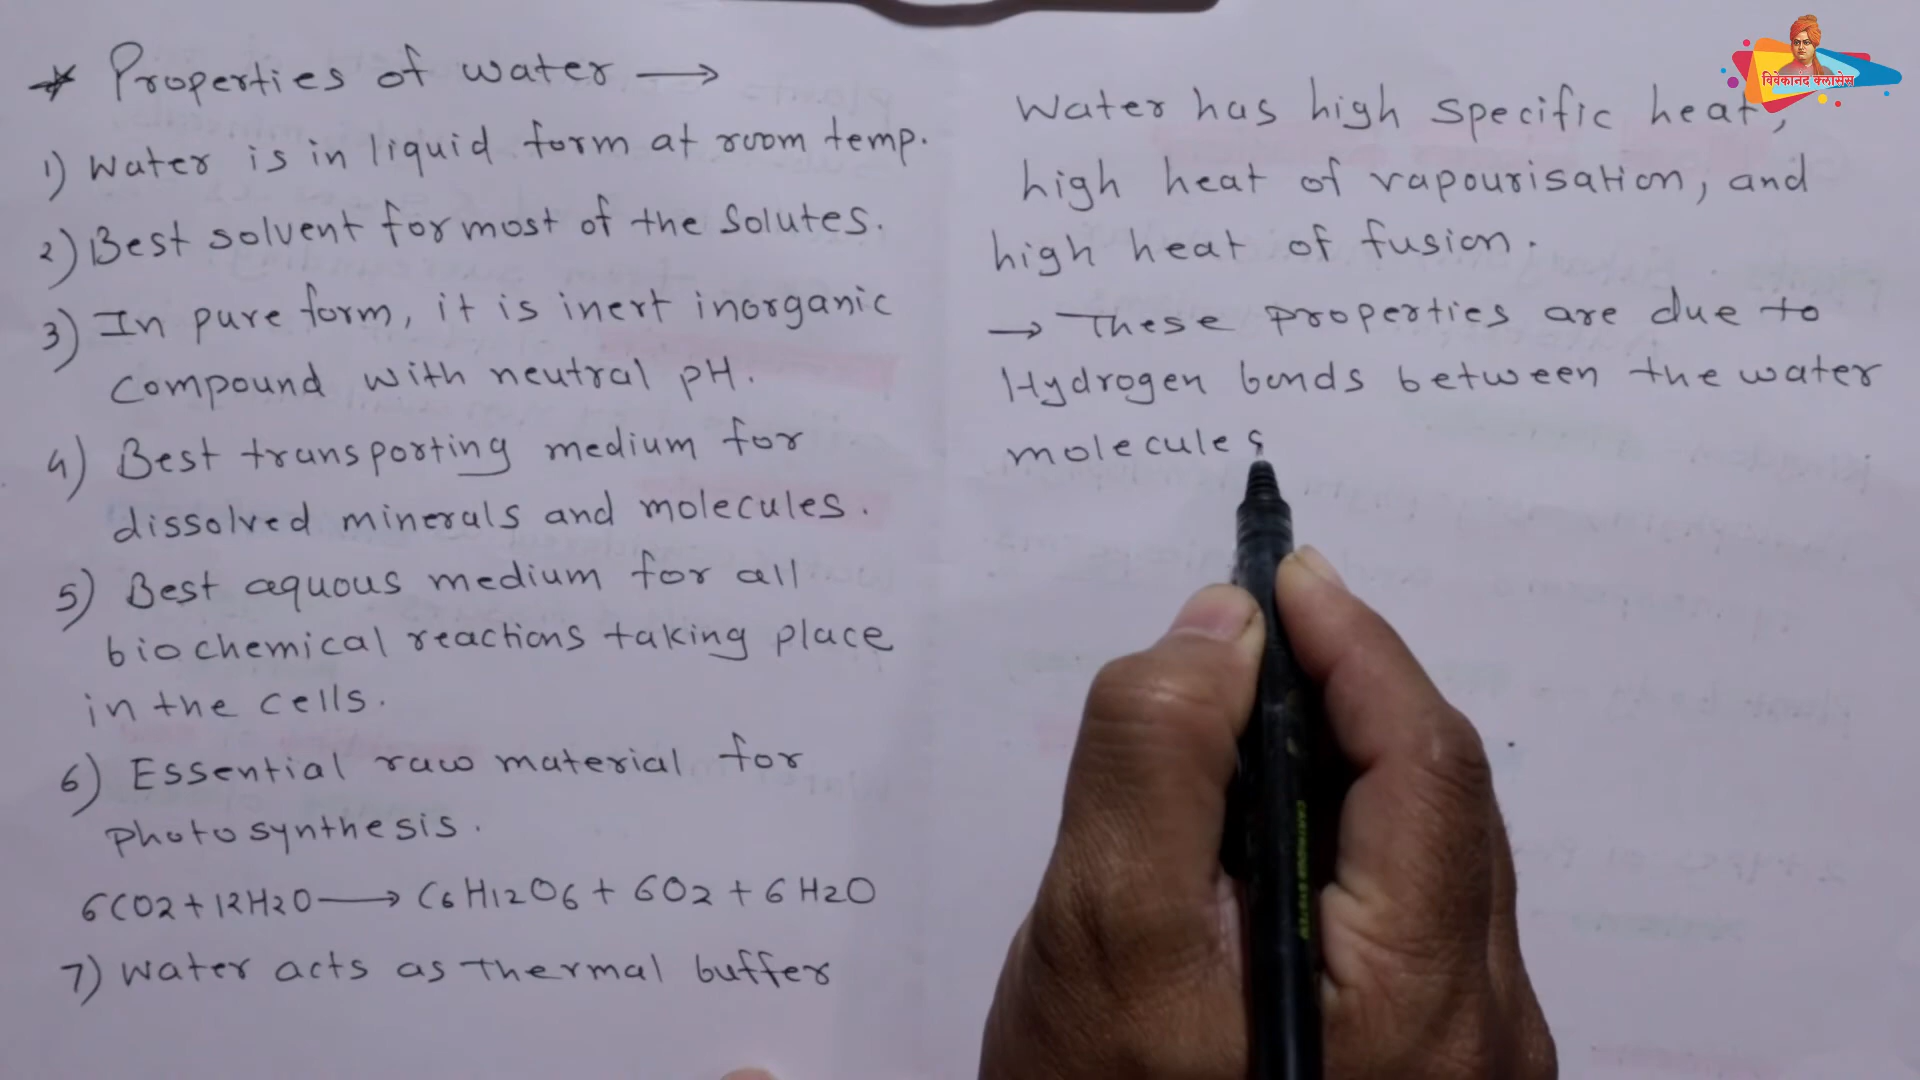 * Properties of water →
1) Water is in liquid form at room temp.
2) Best solvent for most of the solutes.
3) In pure form, it is inert inorganic
compound with neutral pH.
4) Best transporting medium for
dissolved minerals and molecules.
5) Best aquous medium for all
biochemical reactions taking place
in the cells.
6) Essential raw material for
photosynthesis.
6CO2 + 12H2O → C6H12O6 + 6O2 + 6H2O
7) Water acts as thermal buffer
Water has high specific heat,
high heat of vapourisation, and
high heat of fusion.
→ These properties are due to
Hydrogen bonds between the water
molecules
विवेकानंद क्लासेस